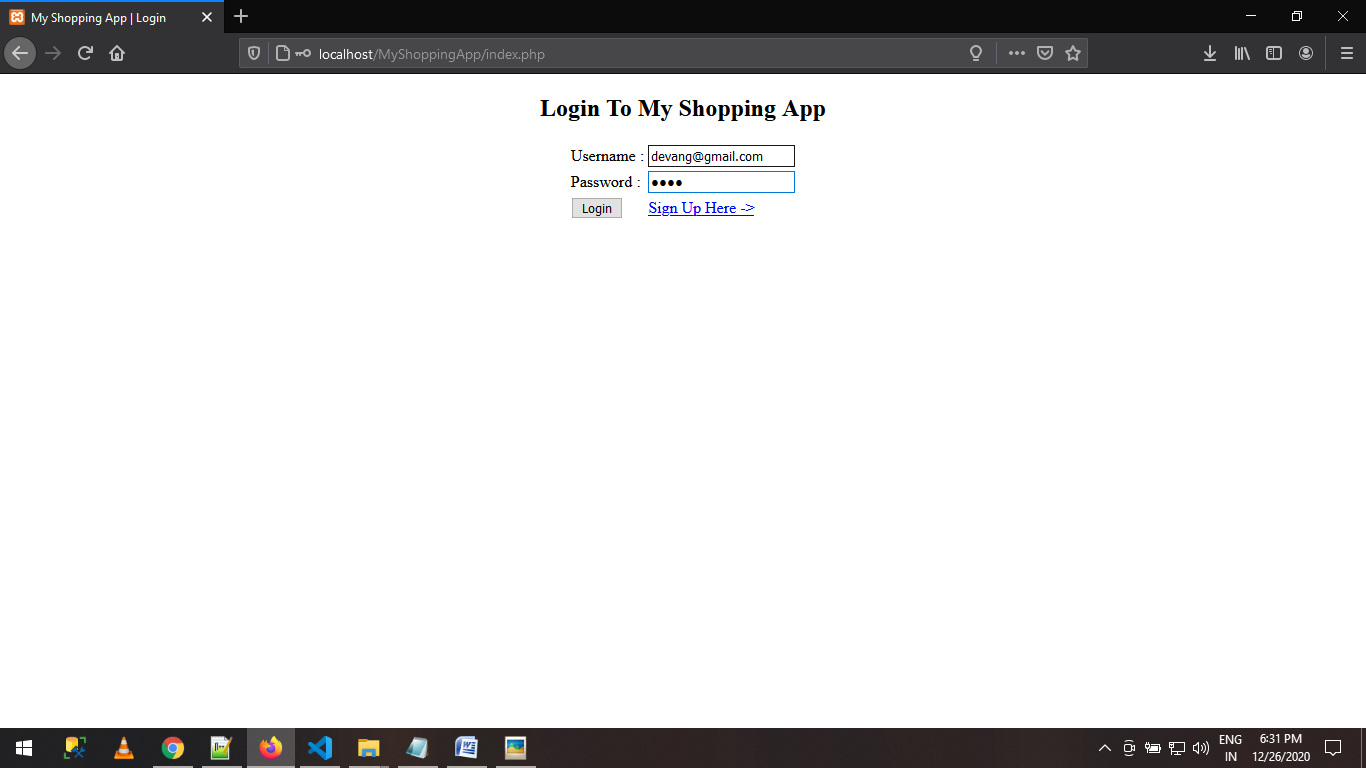 My Shopping App | Login
localhost/MyShoppingApp/index.php
Login To My Shopping App
Username : devang@gmail.com
Password : ••••
Login Sign Up Here ->
ENG 6:31 PM
IN 12/26/2020